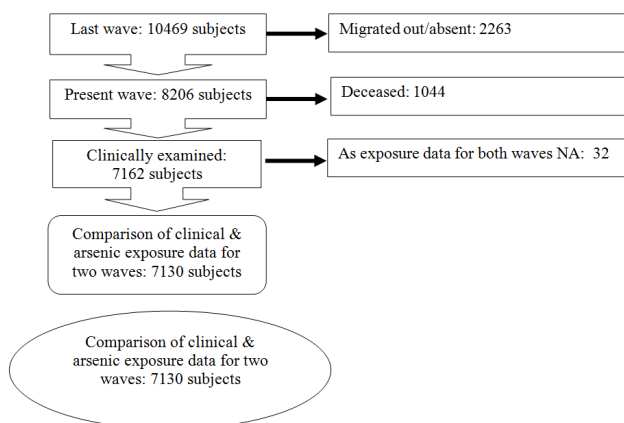 Last wave: 10469 subjects
Migrated out/absent: 2263
Present wave: 8206 subjects
Deceased: 1044
Clinically examined:
7162 subjects
As exposure data for both waves NA:  32
Comparison of clinical &
arsenic exposure data for
two waves: 7130 subjects
Comparison of clinical &
arsenic exposure data for two
waves: 7130 subjects